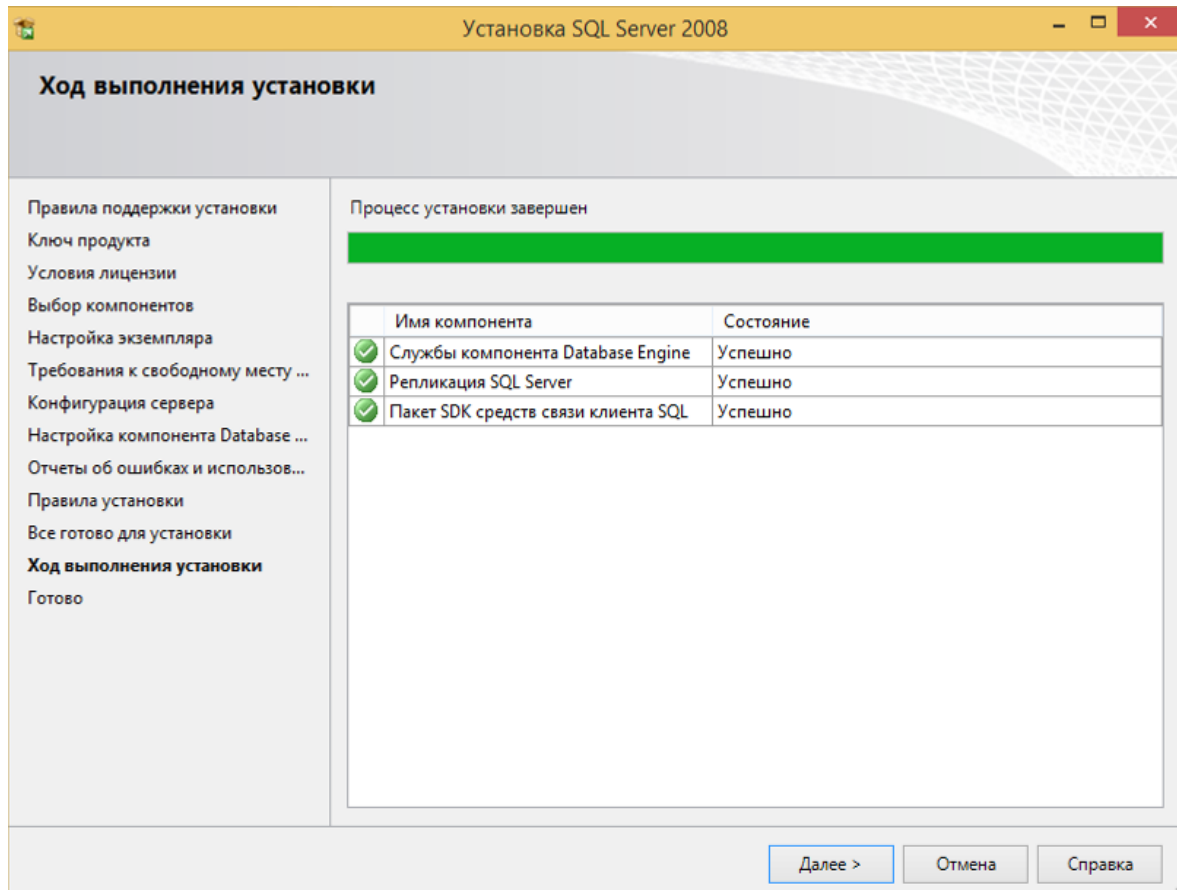 Установка SQL Server 2008
Ход выполнения установки
Правила поддержки установки
Ключ продукта
Условия лицензии
Выбор компонентов
Настройка экземпляра
Требования к свободному месту ...
Конфигурация сервера
Настройка компонента Database ...
Отчеты об ошибках и использов...
Правила установки
Все готово для установки
Ход выполнения установки
Готово
Процесс установки завершен
Имя компонента Состояние
Службы компонента Database Engine Успешно
Репликация SQL Server Успешно
Пакет SDK средств связи клиента SQL Успешно
Далее > Отмена Справка